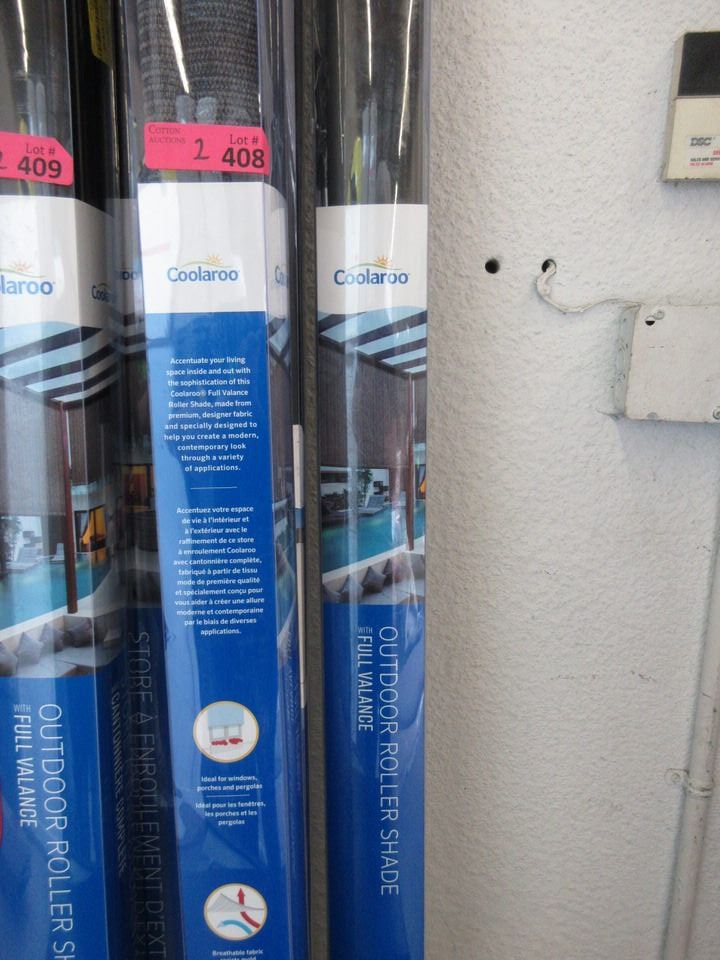 Lot #
2 409
COTTON
AUCTIONS
2
Lot #
408
laroo
Coolaroo
Coolaroo
Accentuate your living
space inside and out with
the sophistication of this
Coolaroo® Full Valance
Roller Shade, made from
premium, designer fabric
and specially designed to
help you create a modern,
contemporary look
through a variety
of applications.
Accentuez votre espace
de vie à l'intérieur et
à l'extérieur avec le
raffinement de ce store
à enroulement Coolaroo
avec cantonnière complète,
fabriqué à partir de tissu
mode de première qualité
et spécialement conçu pour
vous aider à créer une allure
moderne et contemporaine
par le biais de diverses
applications.
Ideal for windows,
porches and pergolas
Idéal pour les fenêtres,
les porches et les
pergolas
Breathable fabric
OUTDOOR ROLLER SH
WITH FULL VALANCE
STORE À ENROULEMENT D'EXT
CANTONNIÈRE COMPLÈTE
OUTDOOR ROLLER SHADE
WITH FULL VALANCE
DSC